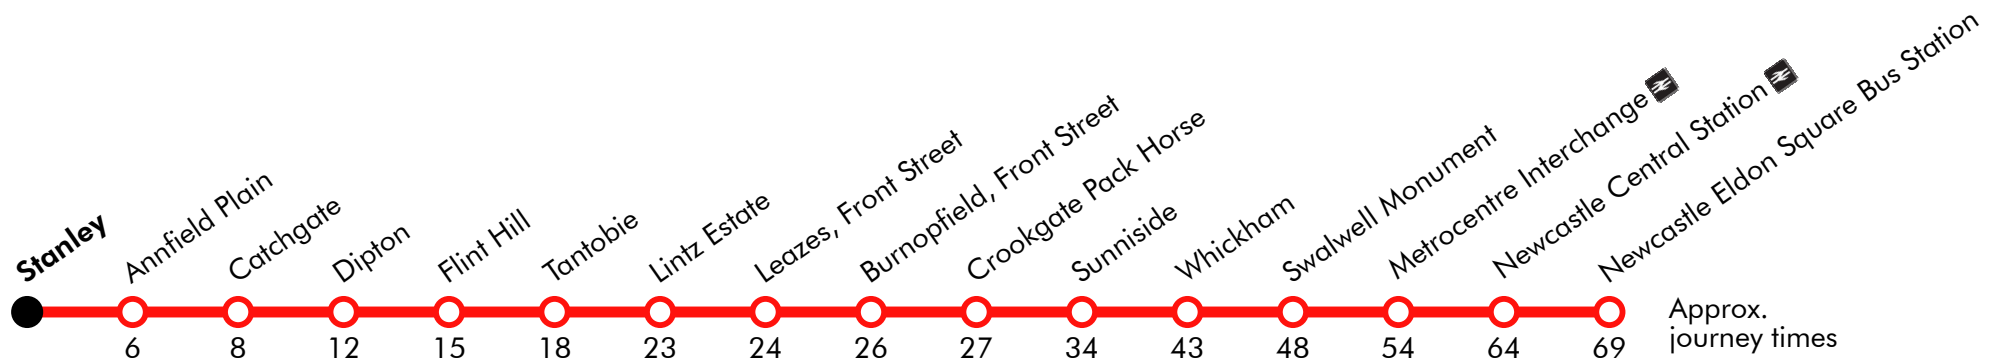 Stanley
Annfield Plain
Catchgate
Dipton
Flint Hill
Tantobie
Lintz Estate
Leazes, Front Street
Burnopfield, Front Street
Crookgate Pack Horse
Sunniside
Whickham
Swalwell Monument
Metrocentre Interchange
Newcastle Central Station
Newcastle Eldon Square Bus Station
6 8 12 15 18 23 24 26 27 34 43 48 54 64 69
Approx.
journey times